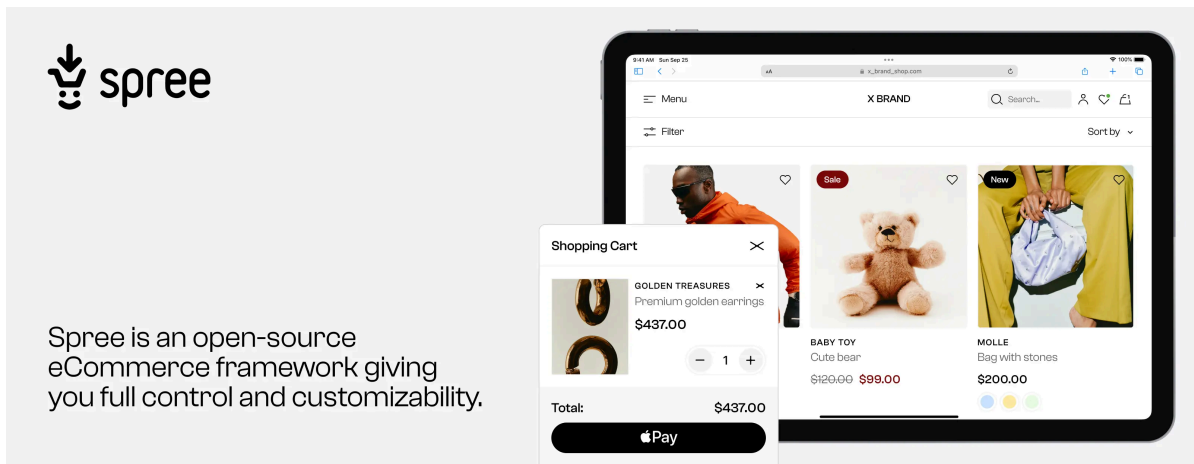 spree
Spree is an open-source
eCommerce framework giving
you full control and customizability.
9:41 AM Sun Sep 25
100%
AA
x_brand_shop.com
Menu
X BRAND
Search...
1
Filter
Sort by
Sale
New
BABY TOY
Cute bear
$120.00 $99.00
MOLLE
Bag with stones
$200.00
Shopping Cart
GOLDEN TREASURES
Premium golden earrings
$437.00
− 1 +
Total: $437.00
Pay